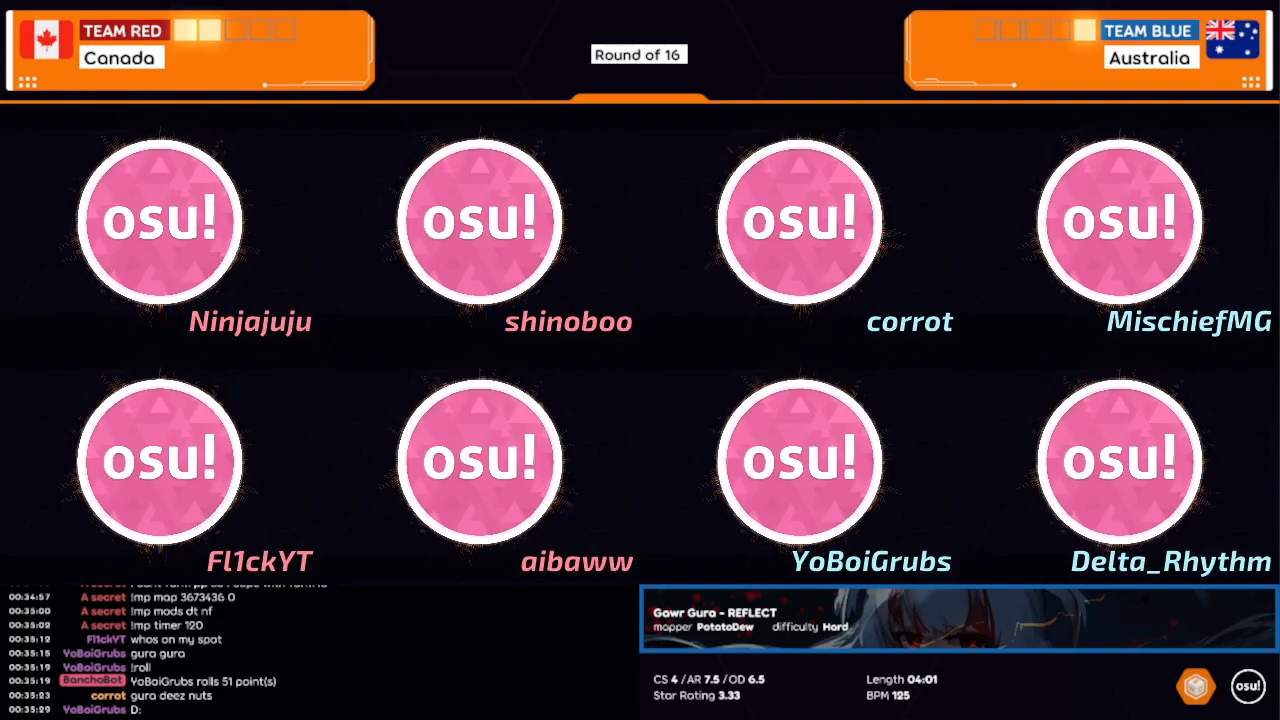 TEAM RED
Canada
Round of 16
TEAM BLUE
Australia
osu!
osu!
osu!
osu!
Ninjajuju
shinoboo
corrot
MischiefMG
osu!
osu!
osu!
osu!
Fl1ckYT
aibaww
YoBoiGrubs
Delta_Rhythm
00:34:57 A secret !mp map 3673436 0
00:35:00 A secret !mp mods dt nf
00:35:02 A secret !mp timer 120
00:35:12 Fl1ckYT whos on my spot
00:35:15 YoBoiGrubs gura gura
00:35:19 YoBoiGrubs !roll
00:35:19 BanchoBot YoBoiGrubs rolls 51 point(s)
00:35:23 corrot gura deez nuts
00:35:29 YoBoiGrubs D:
Gawr Gura - REFLECT
mapper PotatoDew difficulty Hard
CS 4 / AR 7.5 / OD 6.5 Length 04:01
Star Rating 3.33 BPM 125
osu!